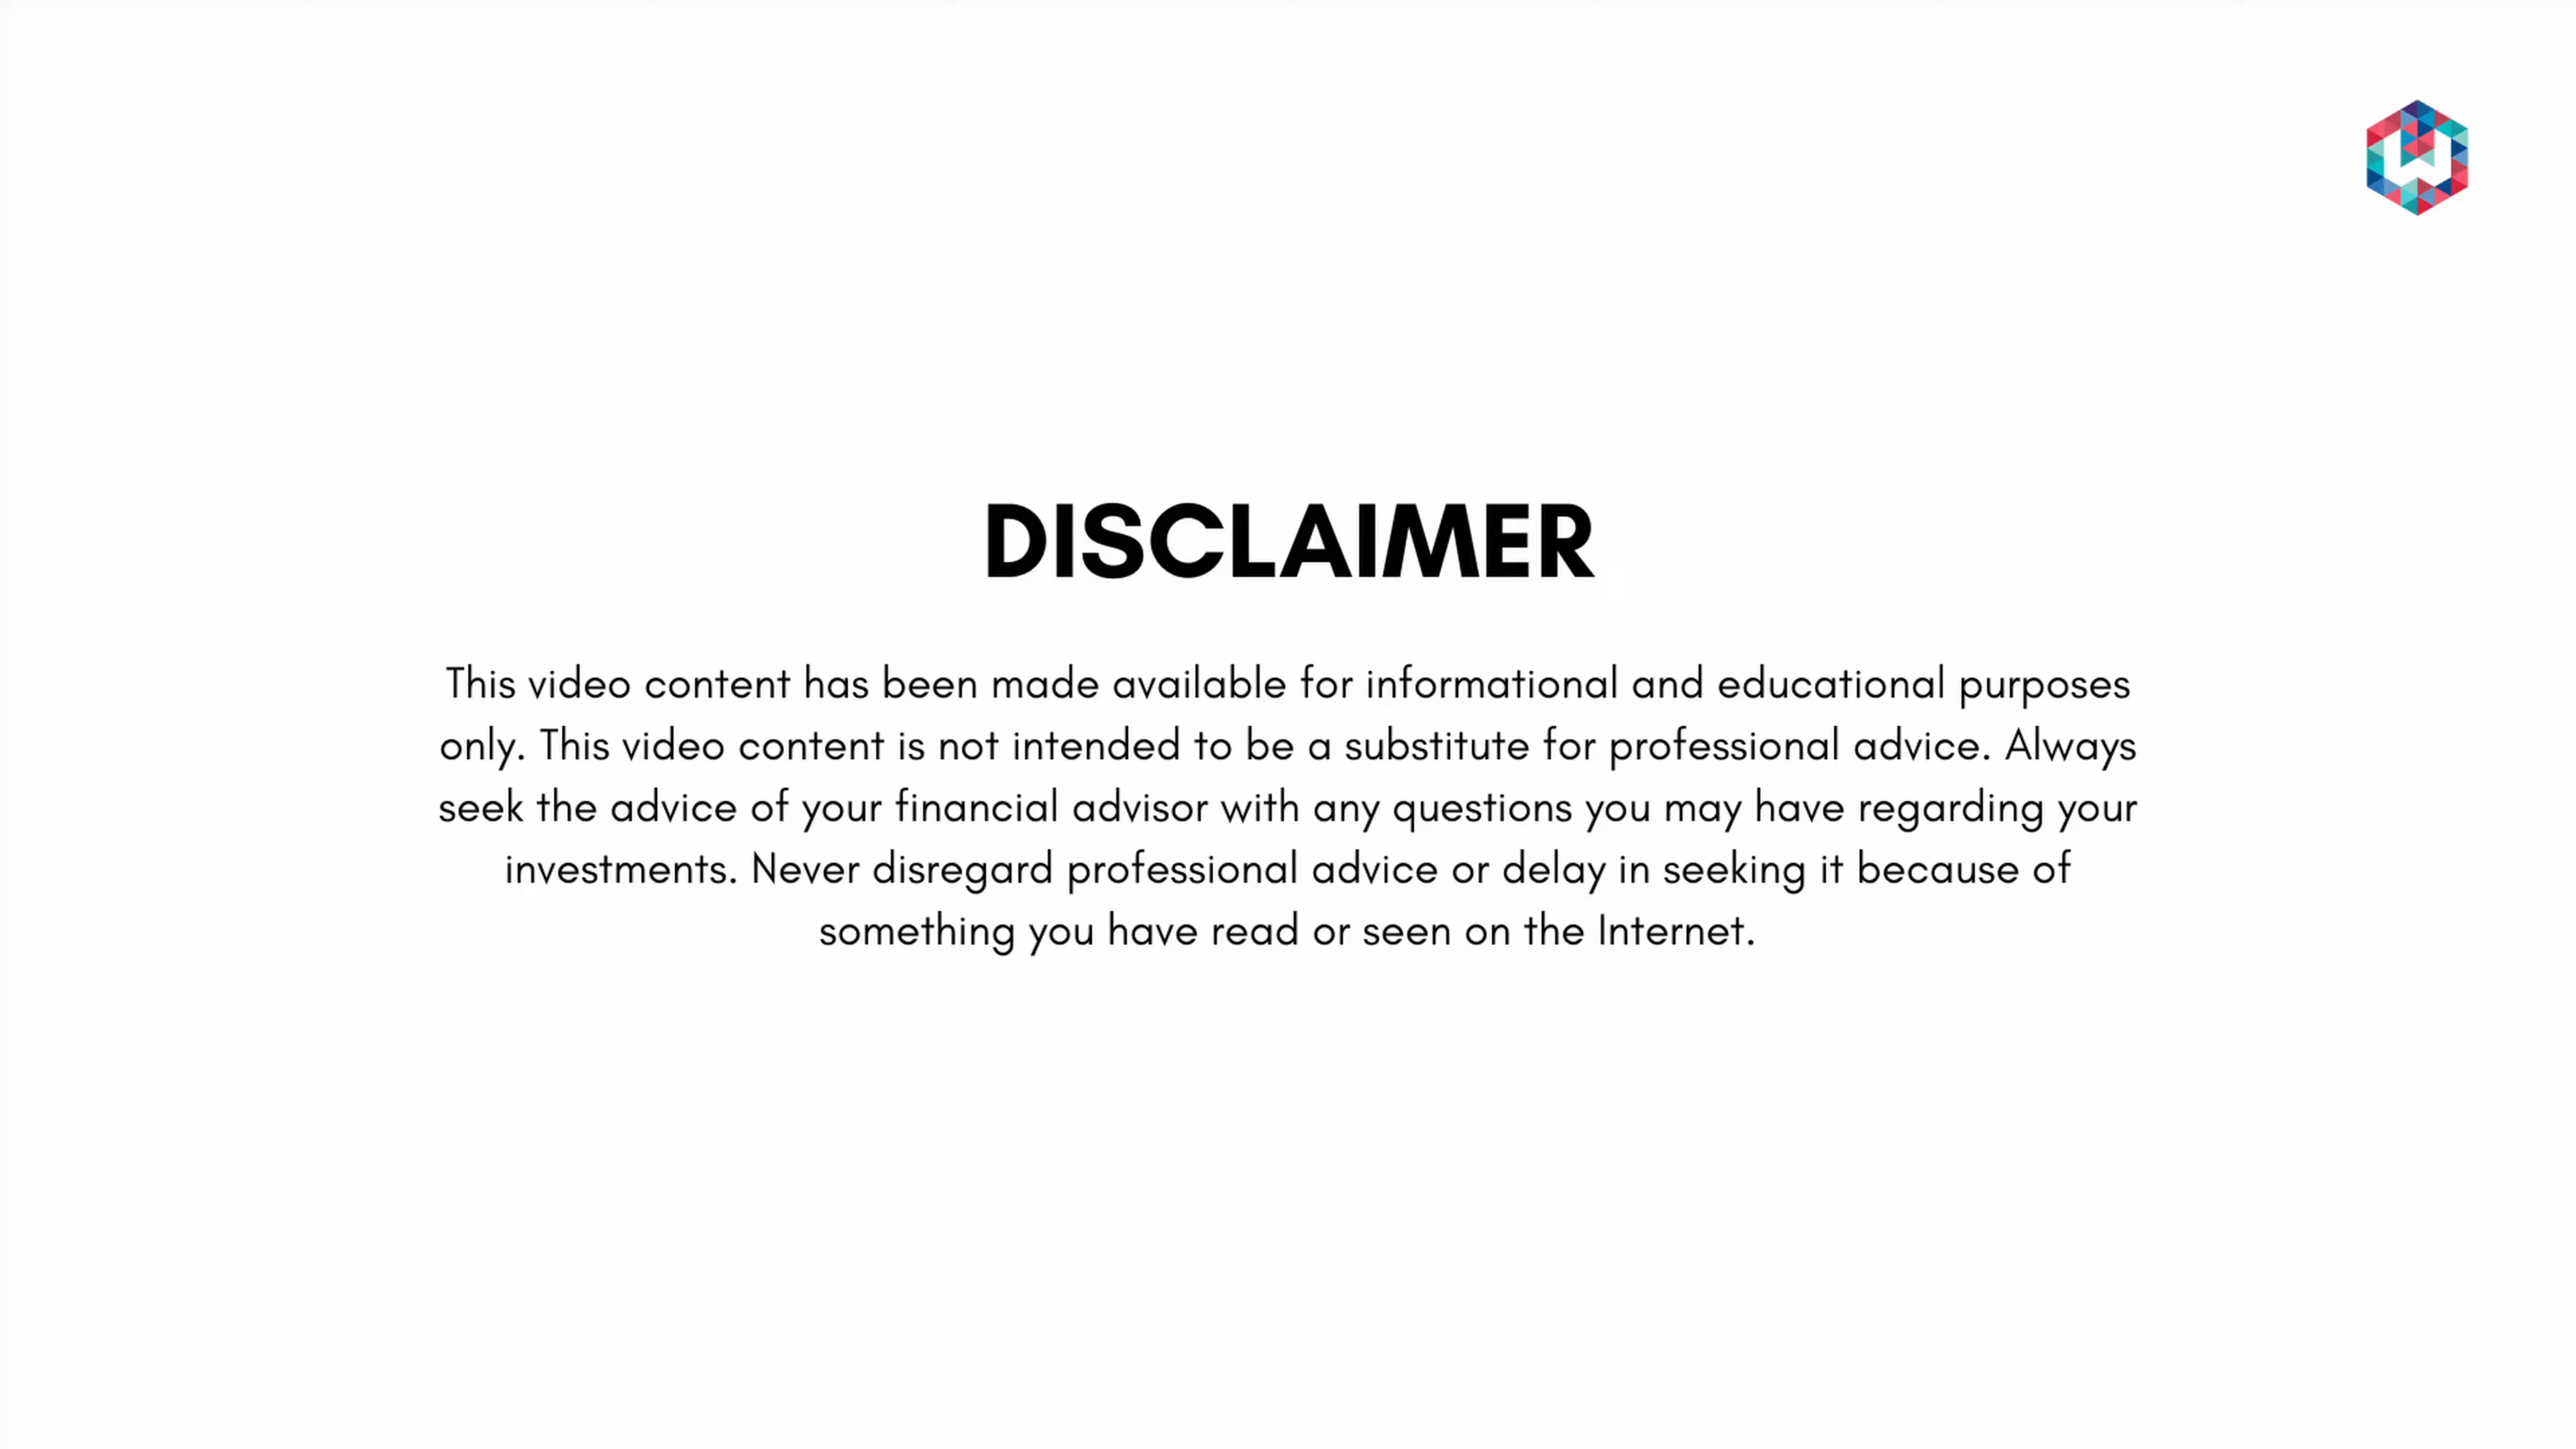 DISCLAIMER
This video content has been made available for informational and educational purposes
only. This video content is not intended to be a substitute for professional advice. Always
seek the advice of your financial advisor with any questions you may have regarding your
investments. Never disregard professional advice or delay in seeking it because of
something you have read or seen on the Internet.